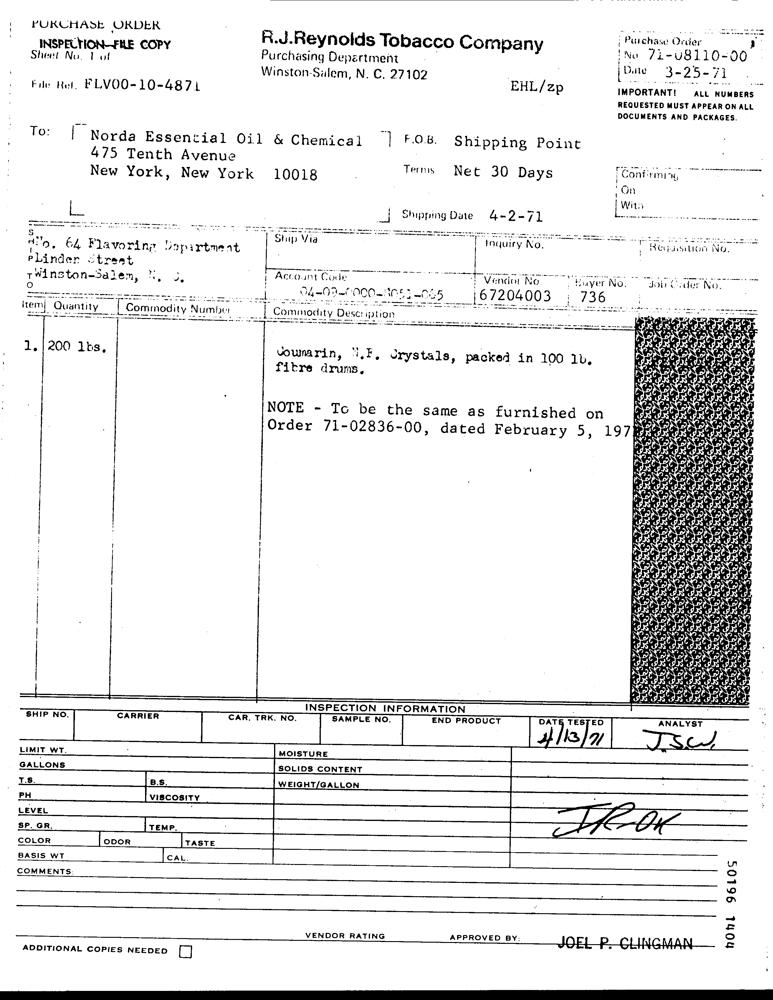 PURCHASE ORDER
INSPECTION—FILE COPY
Sheet No. 1 of
File Ref. FLV00-10-4871
R.J.Reynolds Tobacco Company
Purchasing Department
Winston-Salem, N. C. 27102
EHL/zp
Purchase Order
No. 71-08110-00
Date 3-25-71
IMPORTANT! ALL NUMBERS
REQUESTED MUST APPEAR ON ALL
DOCUMENTS AND PACKAGES.
To: Norda Essential Oil & Chemical
475 Tenth Avenue
New York, New York 10018
F.O.B. Shipping Point
Terms Net 30 Days
Shipping Date 4-2-71
Confirming
On
With
SHIP TO
No. 64 Flavoring Department
Linder Street
Winston-Salem, N. C.
Ship Via
Inquiry No.
Requisition No.
Account Code
Vendor No. 67204003
Buyer No. 736
Job Order No.
Item Quantity Commodity Number Commodity Description
1. 200 lbs. Coumarin, N.F. Crystals, packed in 100 lb.
fibre drums.
NOTE - To be the same as furnished on
Order 71-02836-00, dated February 5, 197
INSPECTION INFORMATION
SHIP NO. CARRIER CAR, TRK. NO. SAMPLE NO. END PRODUCT DATE TESTED ANALYST
4/13/71 J.S.W.
LIMIT WT. MOISTURE
GALLONS SOLIDS CONTENT
T.S. B.S. WEIGHT/GALLON
PH VISCOSITY
LEVEL
SP. GR. TEMP.
IR-OK
COLOR ODOR TASTE
BASIS WT CAL.
COMMENTS:
VENDOR RATING APPROVED BY: JOEL P. CLINGMAN
ADDITIONAL COPIES NEEDED
50196 1404